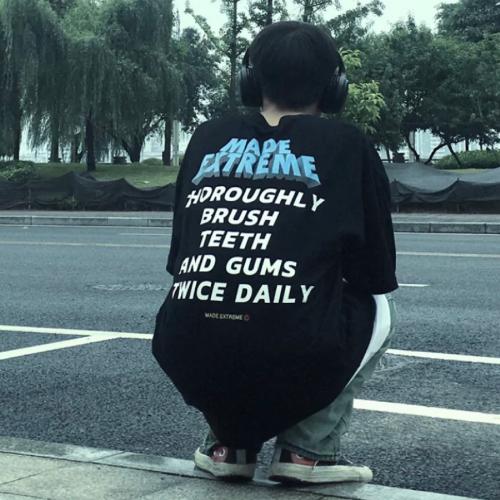 MADE
EXTREME
THOROUGHLY
BRUSH
TEETH
AND GUMS
TWICE DAILY
MADE EXTREME